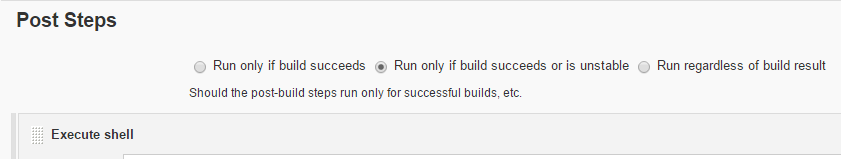 Post Steps
Run only if build succeeds Run only if build succeeds or is unstable Run regardless of build result
Should the post-build steps run only for successful builds, etc.
Execute shell